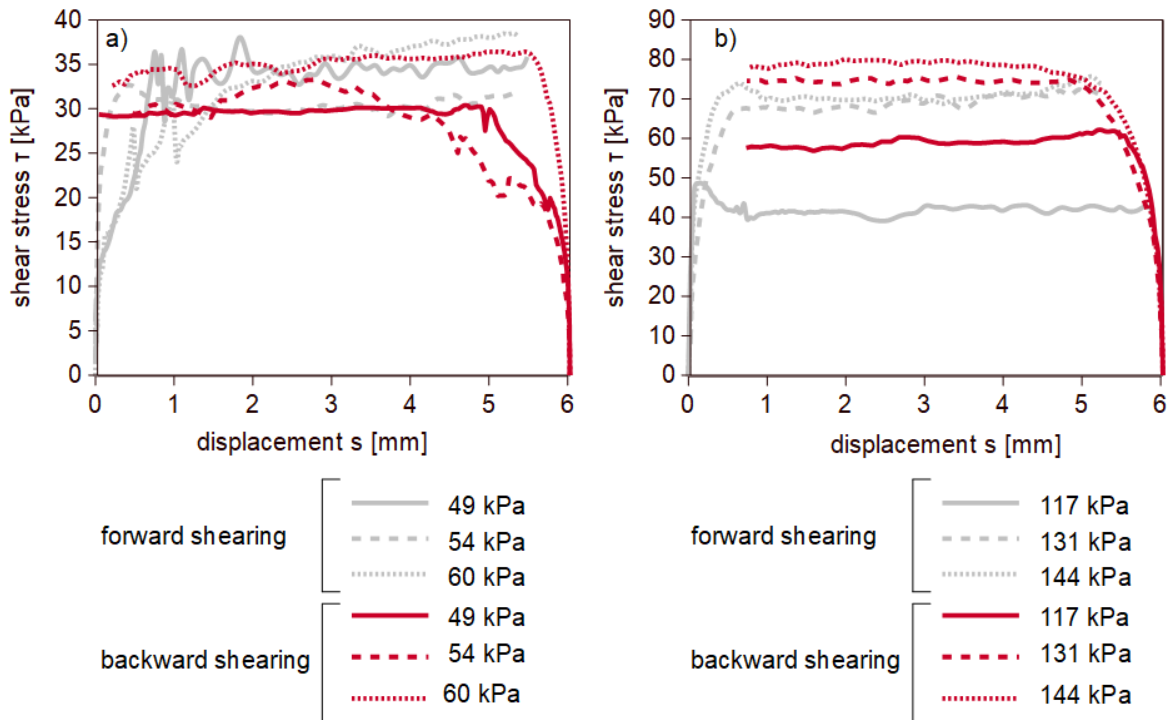 a)
40
35
30
25
20
15
10
5
0
shear stress τ [kPa]
0 1 2 3 4 5 6
displacement s [mm]
b)
90
80
70
60
50
40
30
20
10
0
shear stress τ [kPa]
0 1 2 3 4 5 6
displacement s [mm]
forward shearing
49 kPa
54 kPa
60 kPa
backward shearing
49 kPa
54 kPa
60 kPa
forward shearing
117 kPa
131 kPa
144 kPa
backward shearing
117 kPa
131 kPa
144 kPa